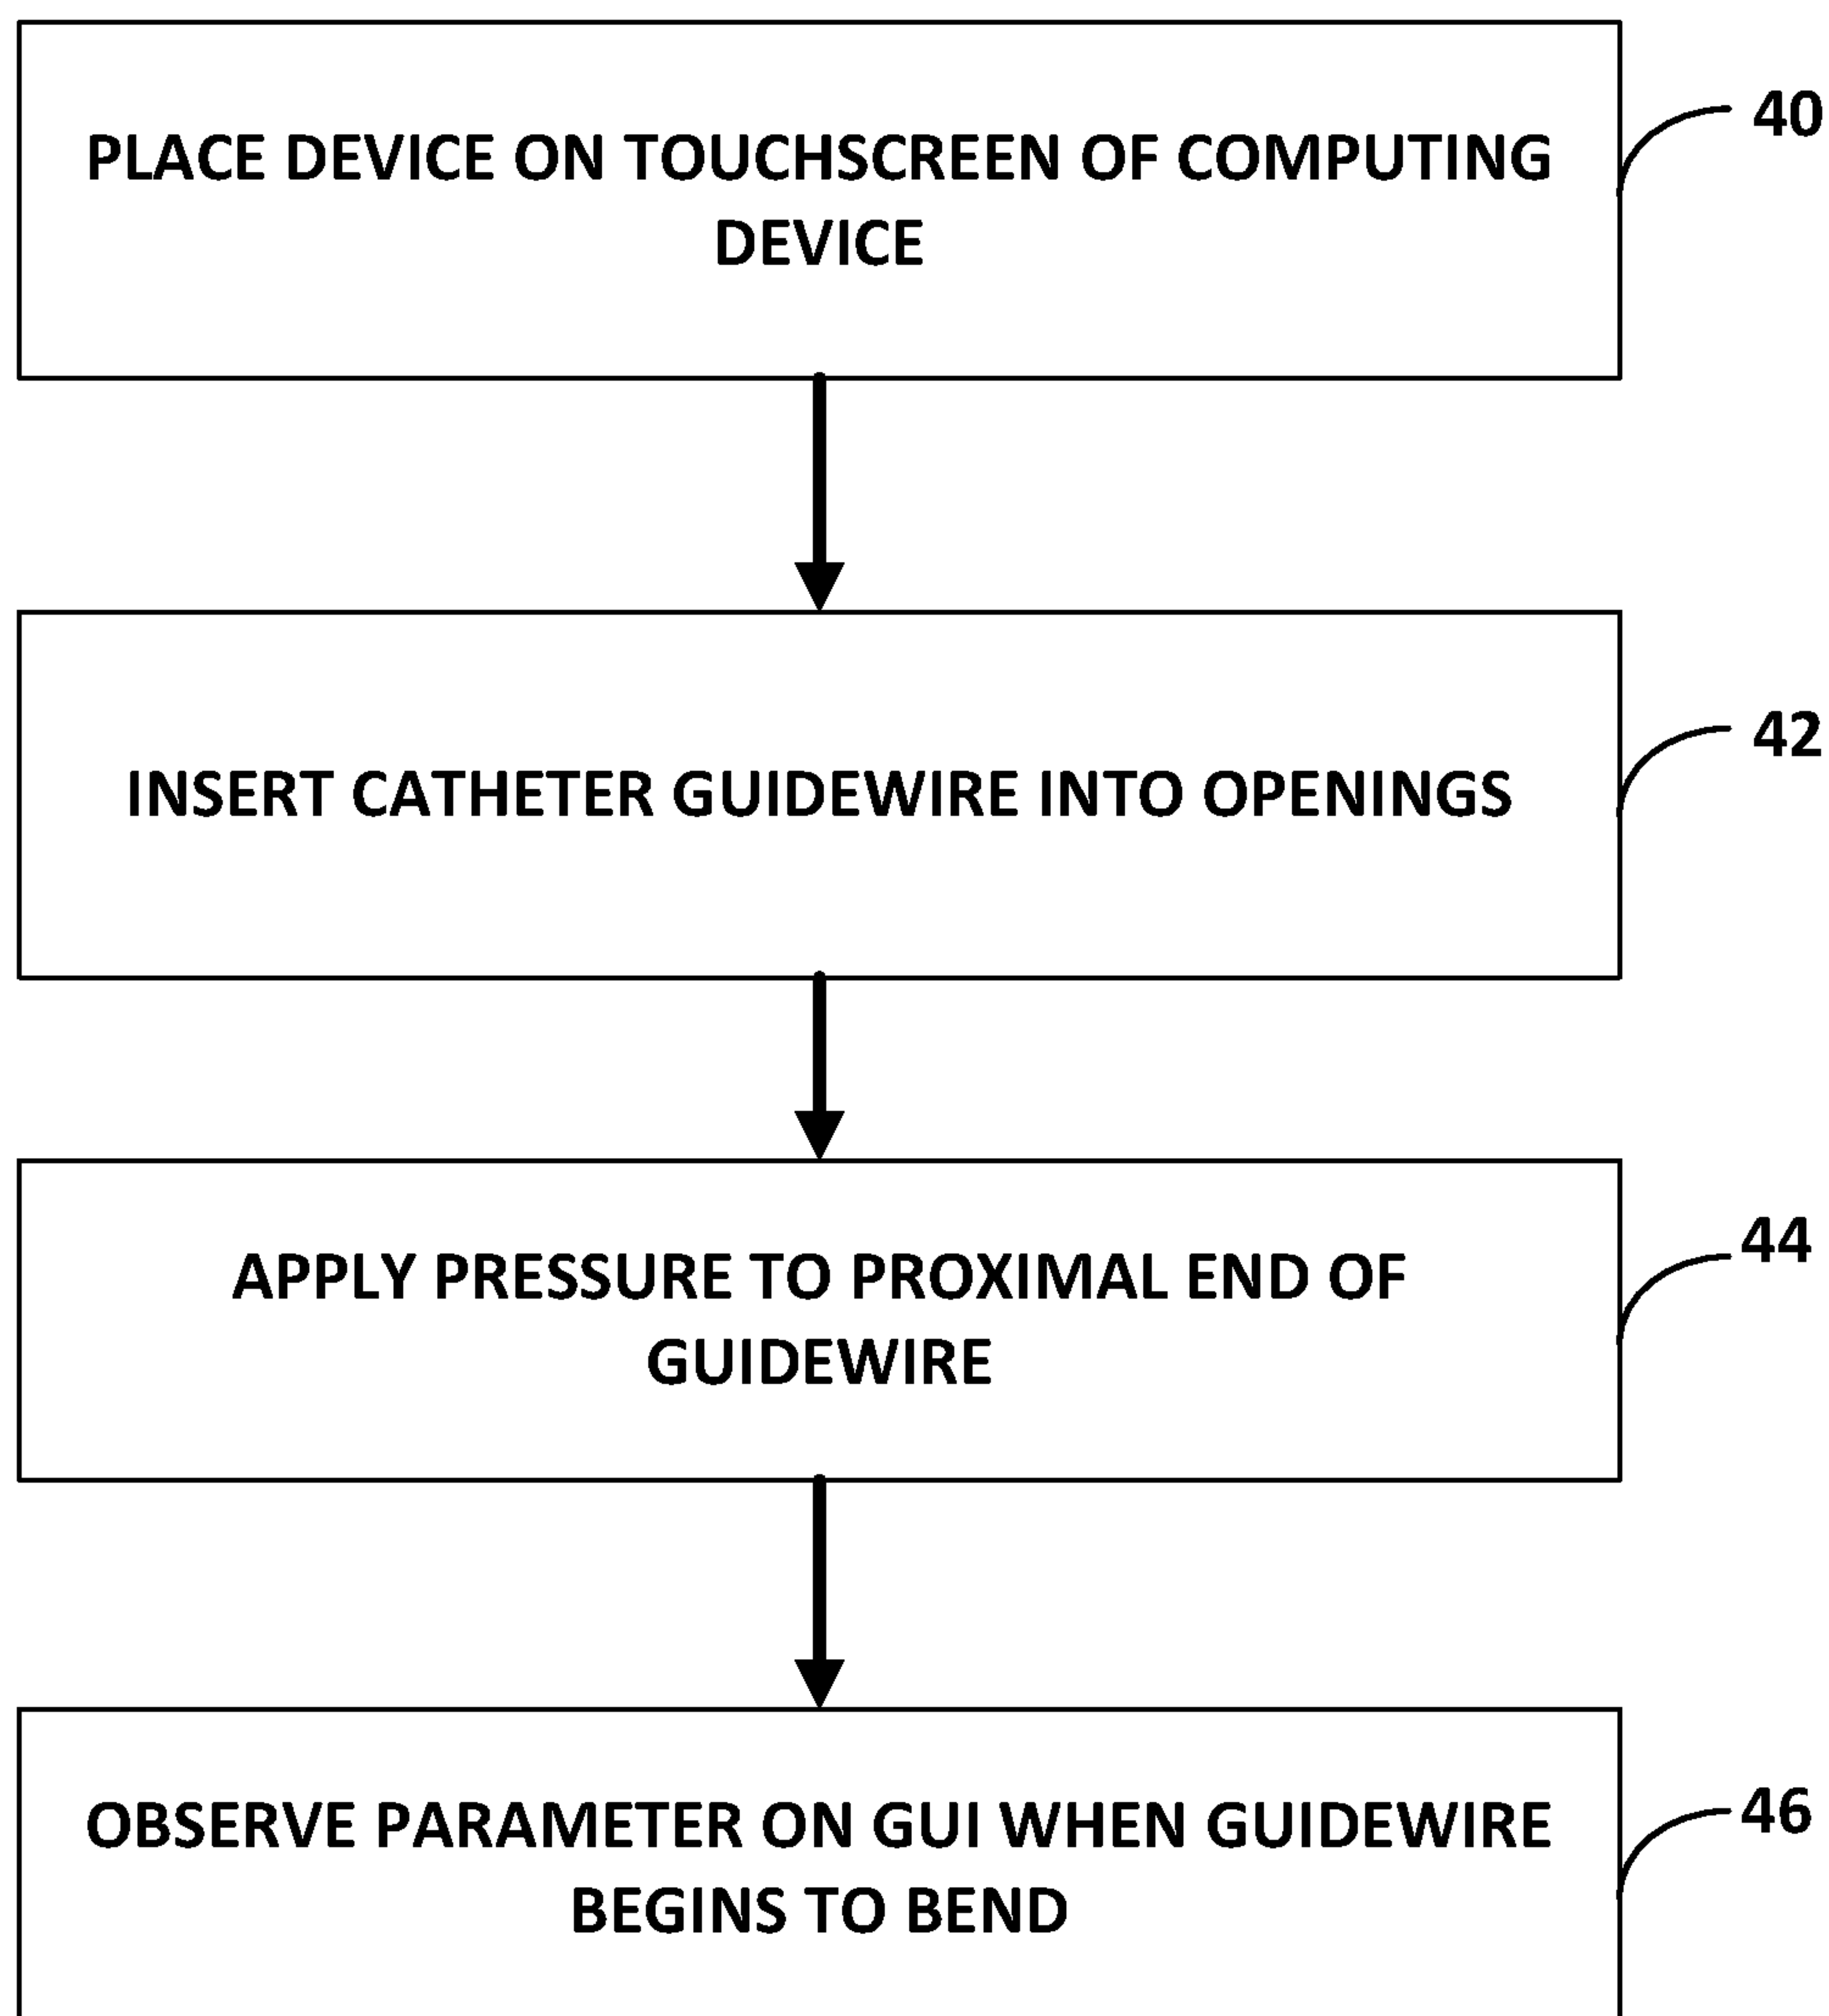 PLACE DEVICE ON TOUCHSCREEN OF COMPUTING
DEVICE
40
INSERT CATHETER GUIDEWIRE INTO OPENINGS
42
APPLY PRESSURE TO PROXIMAL END OF
GUIDEWIRE
44
OBSERVE PARAMETER ON GUI WHEN GUIDEWIRE
BEGINS TO BEND
46